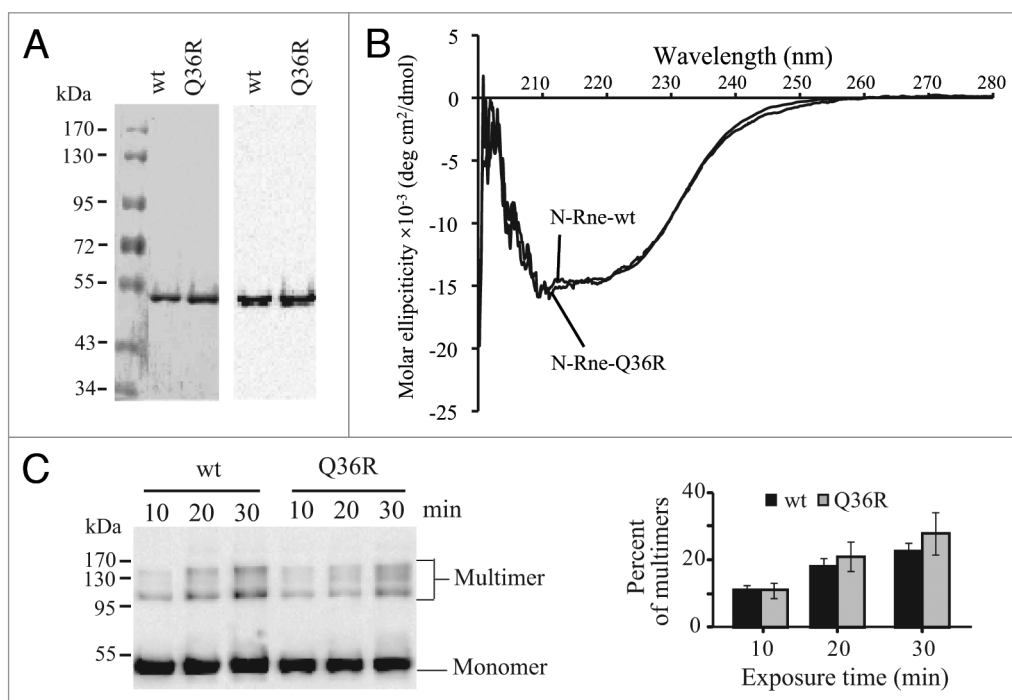 A
wt Q36R wt Q36R
kDa
170
130
95
72
55
43
34
B
Wavelength (nm)
210 220 230 240 250 260 270 280
5
0
-5
-10
-15
-20
-25
Molar ellipciticity ×10⁻³ (deg cm²/dmol)
N-Rne-wt
N-Rne-Q36R
C
wt Q36R
10 20 30 10 20 30 min
kDa
170
130
95
55
Multimer
Monomer
Percent
of multimers
40
20
0
wt Q36R
10 20 30
Exposure time (min)